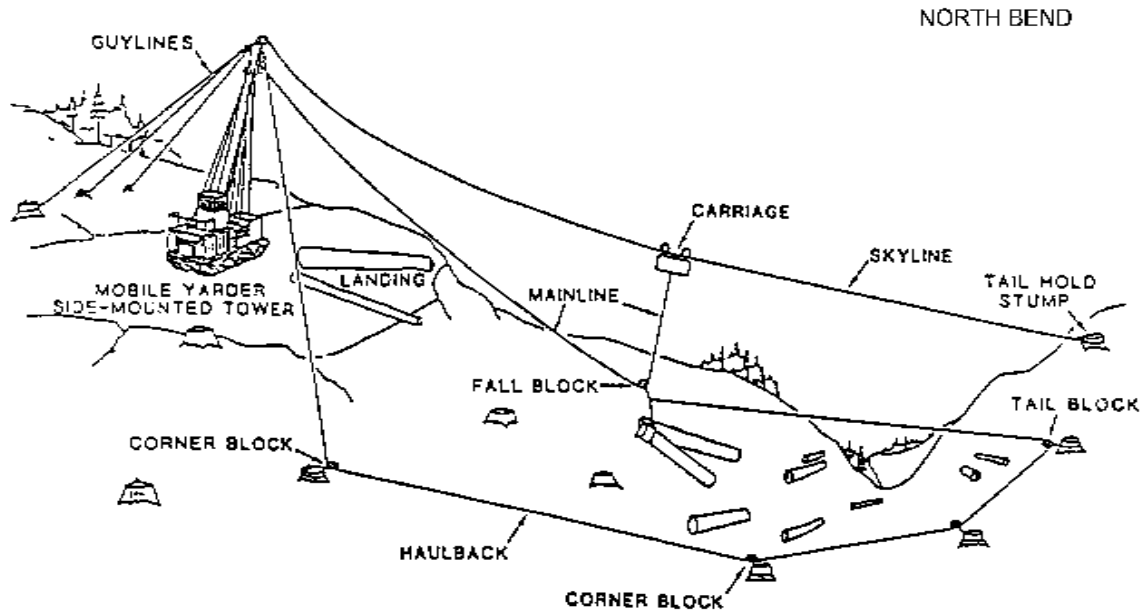 NORTH BEND
GUYLINES
CARRIAGE
SKYLINE
TAIL HOLD
STUMP
LANDING
MOBILE YARDER
SIDE-MOUNTED TOWER
MAINLINE
FALL BLOCK
TAIL BLOCK
CORNER BLOCK
HAULBACK
CORNER BLOCK